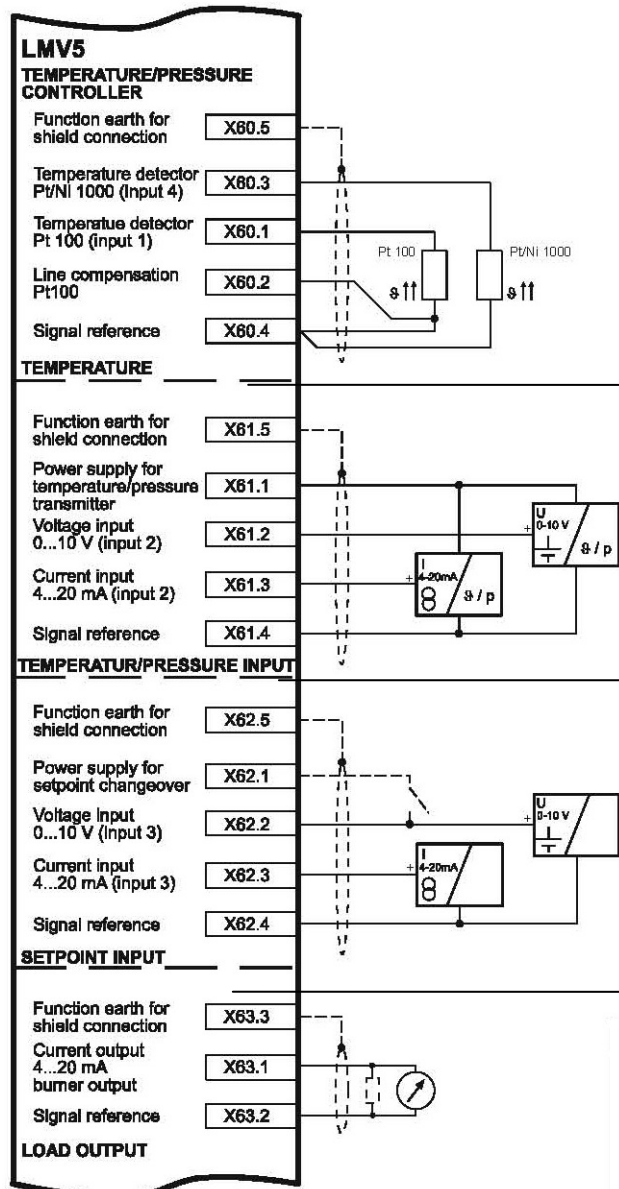 LMV5
TEMPERATURE/PRESSURE
CONTROLLER
Function earth for
shield connection
X60.5
Temperature detector
Pt/Ni 1000 (Input 4)
X60.3
Temperatue detector
Pt 100 (input 1)
X60.1
Pt 100
Pt/Ni 1000
Line compensation
Pt100
X60.2
ϑ
ϑ
Signal reference
X60.4
TEMPERATURE
Function earth for
shield connection
X61.5
Power supply for
temperature/pressure
transmitter
X61.1
Voltage input
0...10 V (input 2)
X61.2
+
U
0-10 V
ϑ / p
Current input
4...20 mA (input 2)
X61.3
+
I
4-20mA
ϑ / p
Signal reference
X61.4
TEMPERATUR/PRESSURE INPUT
Function earth for
shield connection
X62.5
Power supply for
setpoint changeover
X62.1
Voltage Input
0...10 V (Input 3)
X62.2
+
U
0-10 V
Current input
4...20 mA (input 3)
X62.3
+
I
4-20mA
Signal reference
X62.4
SETPOINT INPUT
Function earth for
shield connection
X63.3
Current output
4...20 mA
burner output
X63.1
Signal reference
X63.2
LOAD OUTPUT